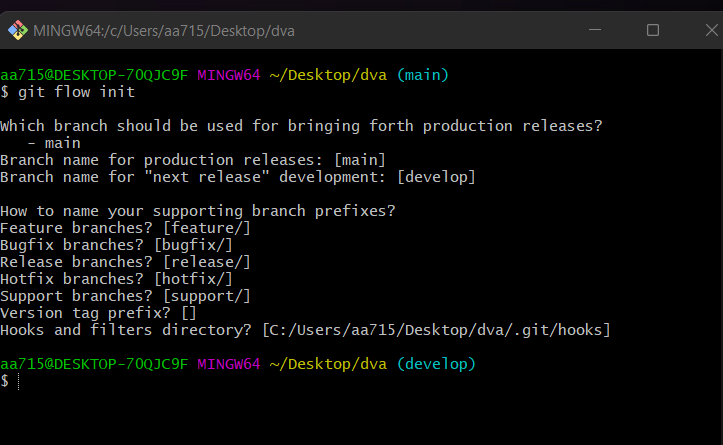 MINGW64:/c/Users/aa715/Desktop/dva
aa715@DESKTOP-7OQJC9F MINGW64 ~/Desktop/dva (main)
$ git flow init
Which branch should be used for bringing forth production releases?
- main
Branch name for production releases: [main]
Branch name for "next release" development: [develop]
How to name your supporting branch prefixes?
Feature branches? [feature/]
Bugfix branches? [bugfix/]
Release branches? [release/]
Hotfix branches? [hotfix/]
Support branches? [support/]
Version tag prefix? []
Hooks and filters directory? [C:/Users/aa715/Desktop/dva/.git/hooks]
aa715@DESKTOP-7OQJC9F MINGW64 ~/Desktop/dva (develop)
$